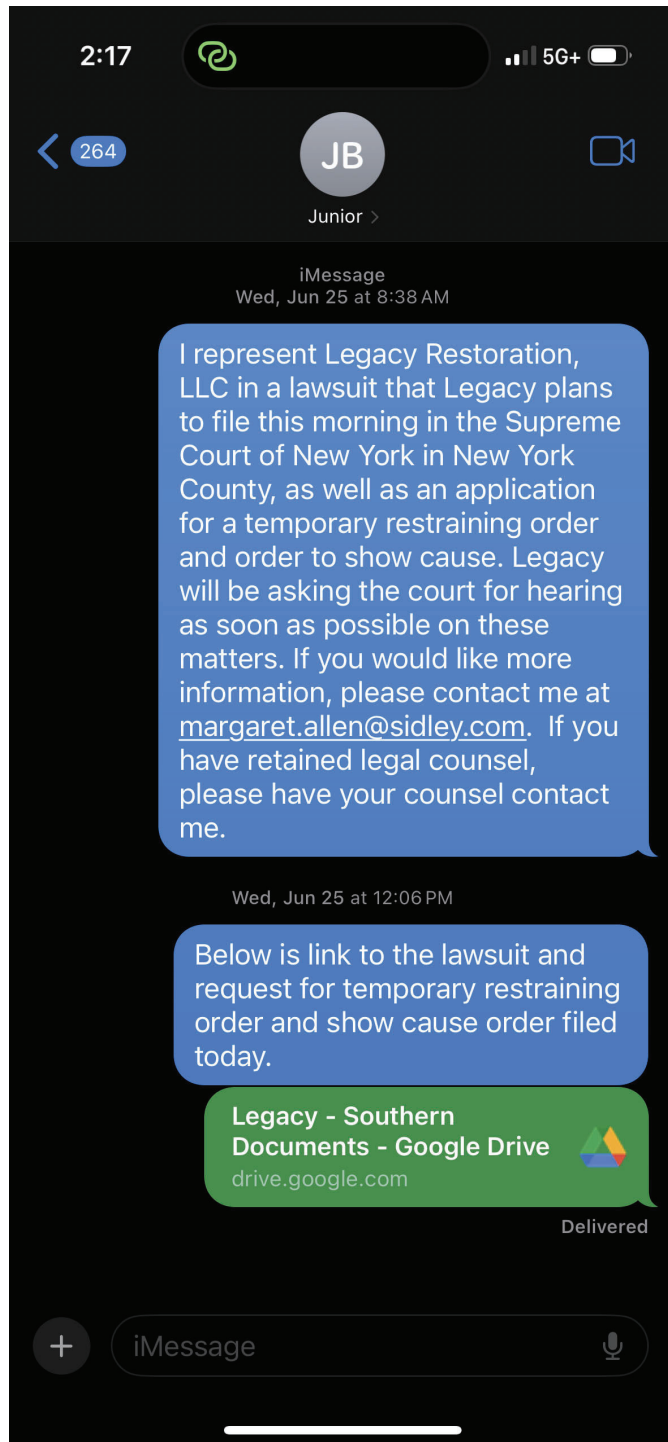 2:17
5G+
264
JB
Junior
iMessage
Wed, Jun 25 at 8:38 AM
I represent Legacy Restoration,
LLC in a lawsuit that Legacy plans
to file this morning in the Supreme
Court of New York in New York
County, as well as an application
for a temporary restraining order
and order to show cause. Legacy
will be asking the court for hearing
as soon as possible on these
matters. If you would like more
information, please contact me at
margaret.allen@sidley.com. If you
have retained legal counsel,
please have your counsel contact
me.
Wed, Jun 25 at 12:06 PM
Below is link to the lawsuit and
request for temporary restraining
order and show cause order filed
today.
Legacy - Southern
Documents - Google Drive
drive.google.com
Delivered
iMessage